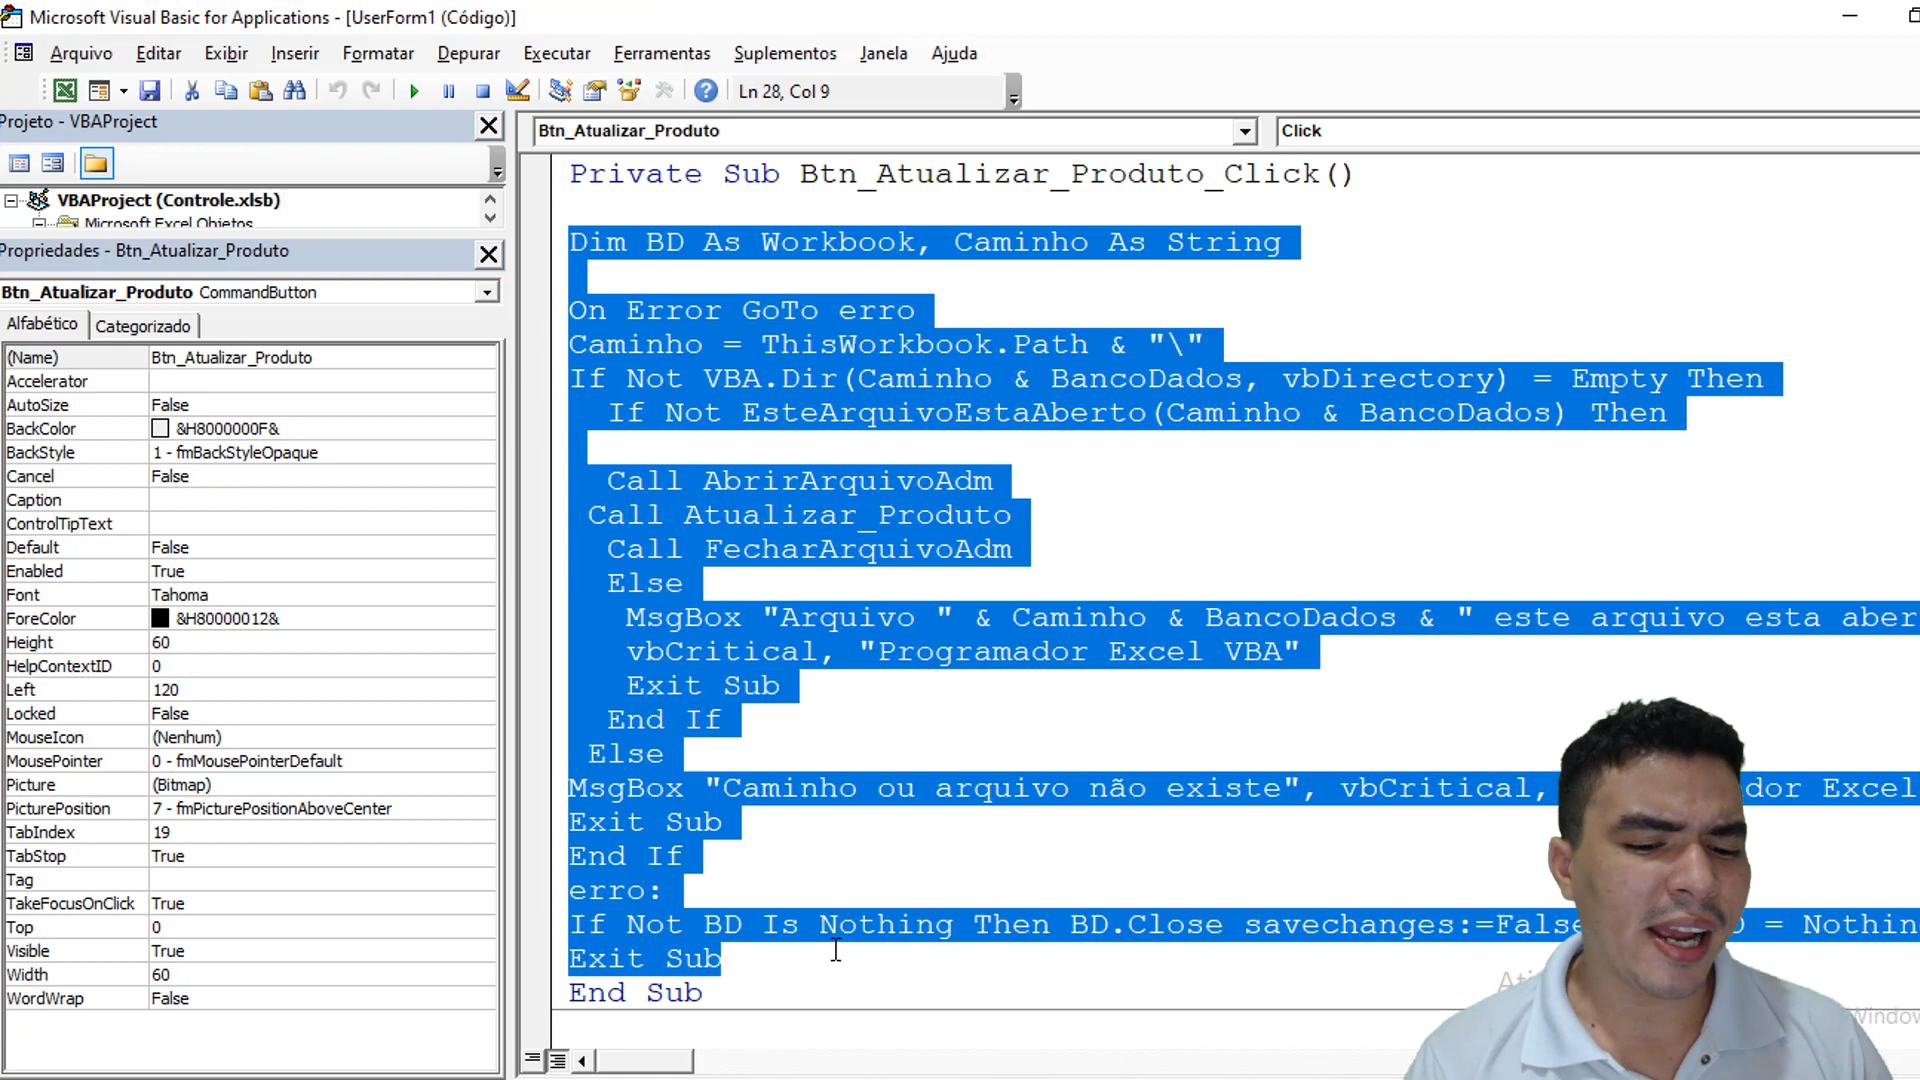 Microsoft Visual Basic for Applications - [UserForm1 (Código)]
Arquivo Editar Exibir Inserir Formatar Depurar Executar Ferramentas Suplementos Janela Ajuda
Ln 28, Col 9
Projeto - VBAProject
VBAProject (Controle.xlsb)
Microsoft Excel Objetos
Propriedades - Btn_Atualizar_Produto
Btn_Atualizar_Produto CommandButton
Alfabético Categorizado
(Name) Btn_Atualizar_Produto
Accelerator
AutoSize False
BackColor &H8000000F&
BackStyle 1 - fmBackStyleOpaque
Cancel False
Caption
ControlTipText
Default False
Enabled True
Font Tahoma
ForeColor &H80000012&
Height 60
HelpContextID 0
Left 120
Locked False
MouseIcon (Nenhum)
MousePointer 0 - fmMousePointerDefault
Picture (Bitmap)
PicturePosition 7 - fmPicturePositionAboveCenter
TabIndex 19
TabStop True
Tag
TakeFocusOnClick True
Top 0
Visible True
Width 60
WordWrap False
Btn_Atualizar_Produto Click
Private Sub Btn_Atualizar_Produto_Click()
Dim BD As Workbook, Caminho As String
On Error GoTo erro
Caminho = ThisWorkbook.Path & "\"
If Not VBA.Dir(Caminho & BancoDados, vbDirectory) = Empty Then
If Not EsteArquivoEstaAberto(Caminho & BancoDados) Then
Call AbrirArquivoAdm
Call Atualizar_Produto
Call FecharArquivoAdm
Else
MsgBox "Arquivo " & Caminho & BancoDados & " este arquivo esta aber
vbCritical, "Programador Excel VBA"
Exit Sub
End If
Else
MsgBox "Caminho ou arquivo não existe", vbCritical, dor Excel
Exit Sub
End If
erro:
If Not BD Is Nothing Then BD.Close savechanges:=False = Nothin
Exit Sub
End Sub
Window